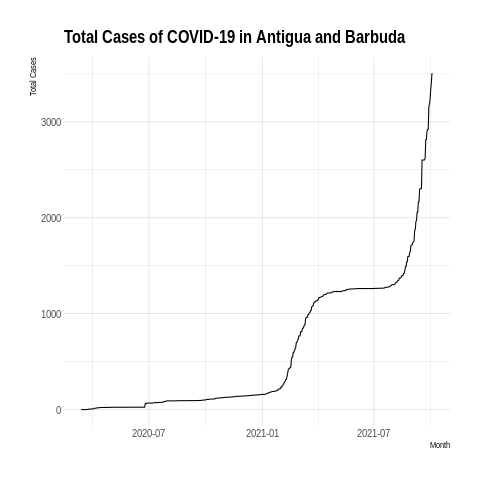 Total Cases of COVID-19 in Antigua and Barbuda
Total Cases
3000
2000
1000
0
2020-07
2021-01
2021-07
Month